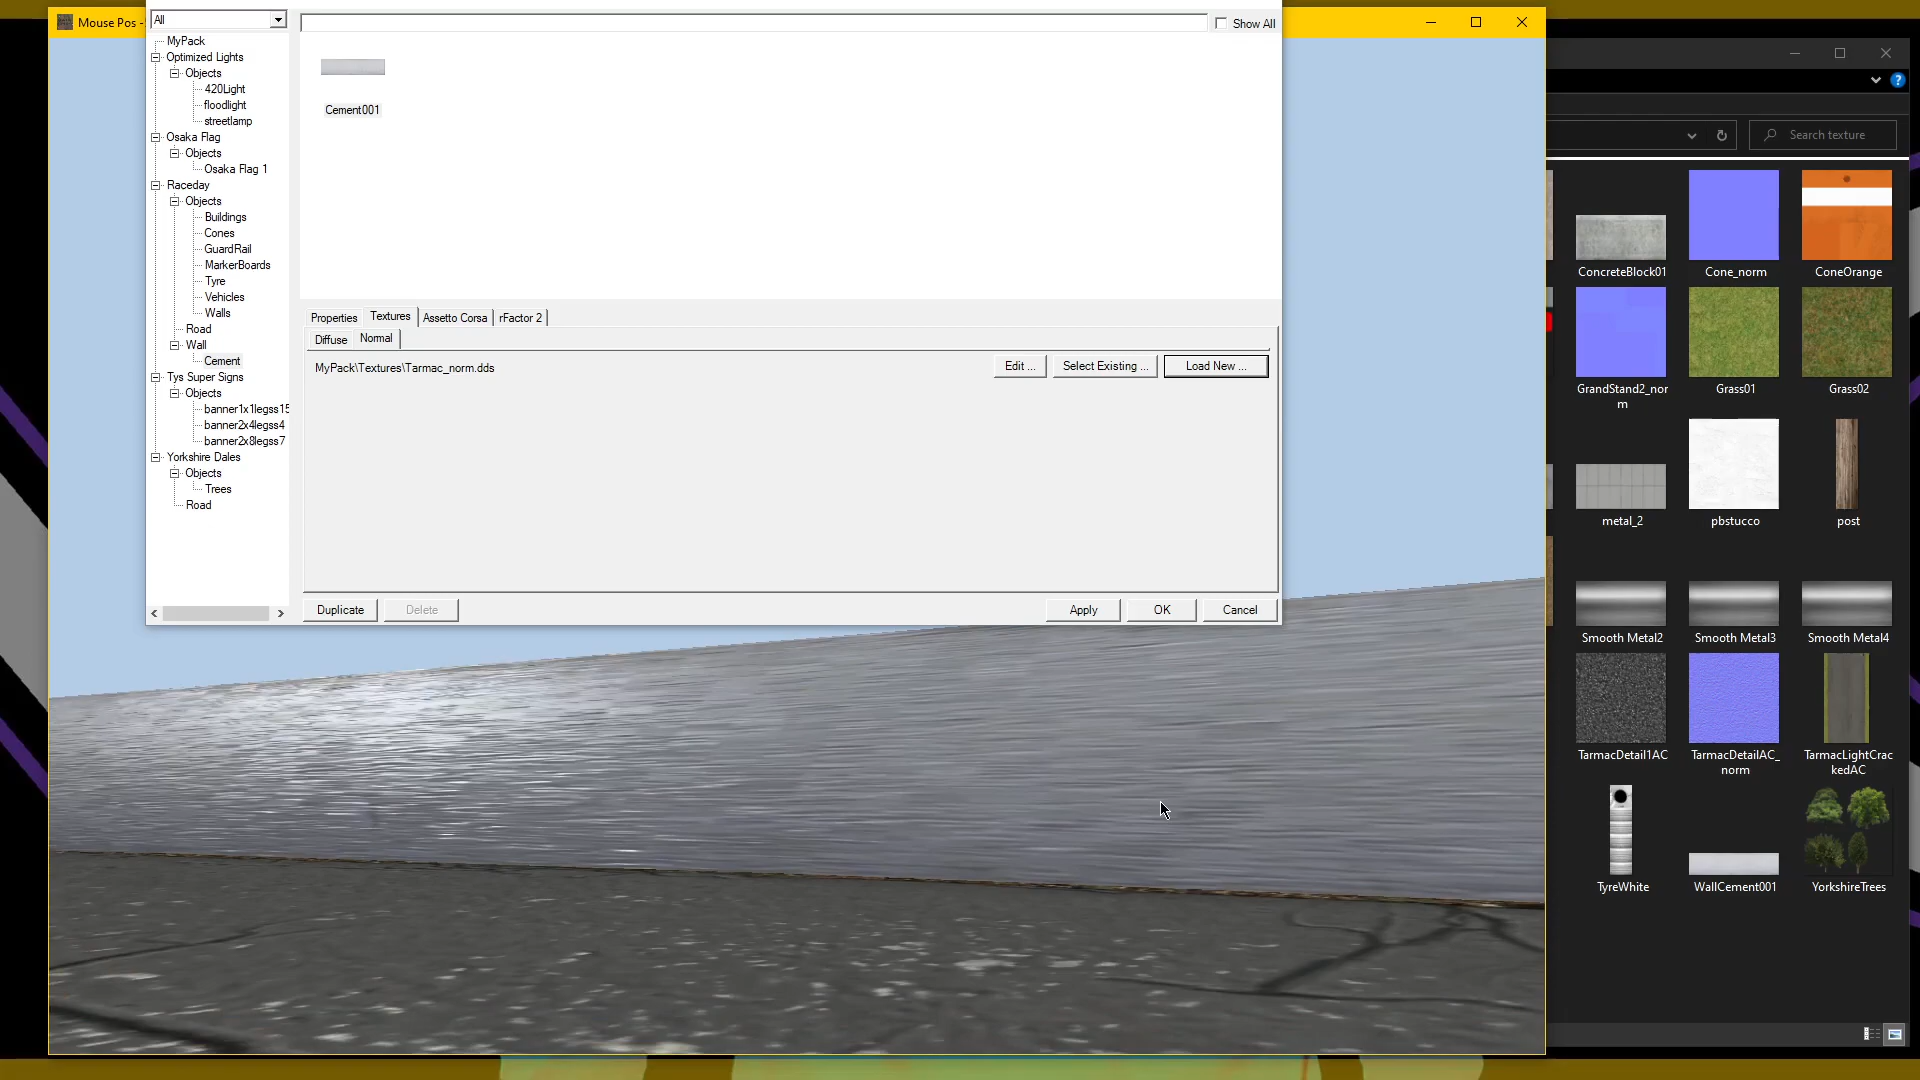 Mouse Pos -
All
Show All
MyPack
Optimized Lights
Objects
420Light
floodlight
streetlamp
Osaka Flag
Objects
Osaka Flag 1
Raceday
Objects
Buildings
Cones
GuardRail
MarkerBoards
Tyre
Vehicles
Walls
Road
Wall
Cement
Tys Super Signs
Objects
banner1x1legss15
banner2x4legss4
banner2x8legss7
Yorkshire Dales
Objects
Trees
Road
Cement001
Properties
Textures
Assetto Corsa
rFactor 2
Diffuse
Normal
MyPack\Textures\Tarmac_norm.dds
Edit ...
Select Existing ...
Load New ...
Duplicate
Delete
Apply
OK
Cancel
Search texture
ConcreteBlock01
Cone_norm
ConeOrange
GrandStand2_nor
m
Grass01
Grass02
metal_2
pbstucco
post
Smooth Metal2
Smooth Metal3
Smooth Metal4
TarmacDetail1AC
TarmacDetailAC_
norm
TarmacLightCrac
kedAC
TyreWhite
WallCement001
YorkshireTrees